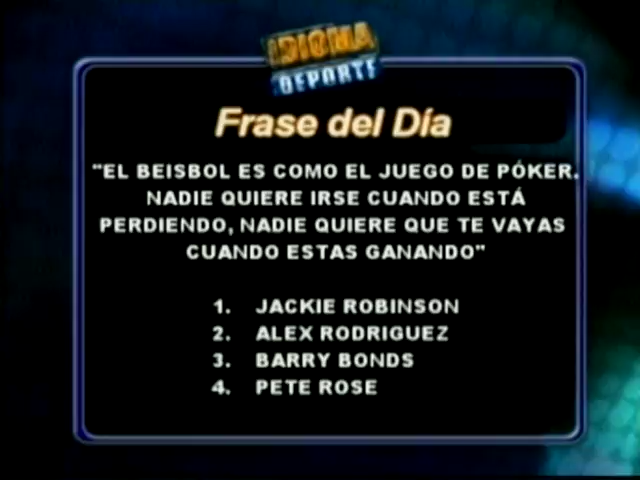 IDIOMA
DEPORTE
Frase del Día
"EL BEISBOL ES COMO EL JUEGO DE PÓKER.
NADIE QUIERE IRSE CUANDO ESTÁ
PERDIENDO, NADIE QUIERE QUE TE VAYAS
CUANDO ESTAS GANANDO"
1. JACKIE ROBINSON
2. ALEX RODRIGUEZ
3. BARRY BONDS
4. PETE ROSE